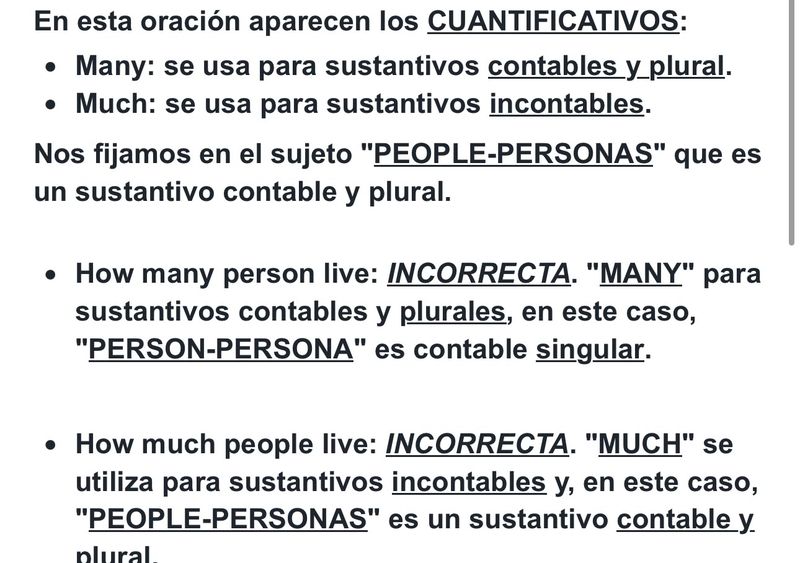 En esta oración aparecen los CUANTIFICATIVOS:
• Many: se usa para sustantivos contables y plural.
• Much: se usa para sustantivos incontables.
Nos fijamos en el sujeto "PEOPLE-PERSONAS" que es
un sustantivo contable y plural.
• How many person live: INCORRECTA. "MANY" para
sustantivos contables y plurales, en este caso,
"PERSON-PERSONA" es contable singular.
• How much people live: INCORRECTA. "MUCH" se
utiliza para sustantivos incontables y, en este caso,
"PEOPLE-PERSONAS" es un sustantivo contable y
plural.